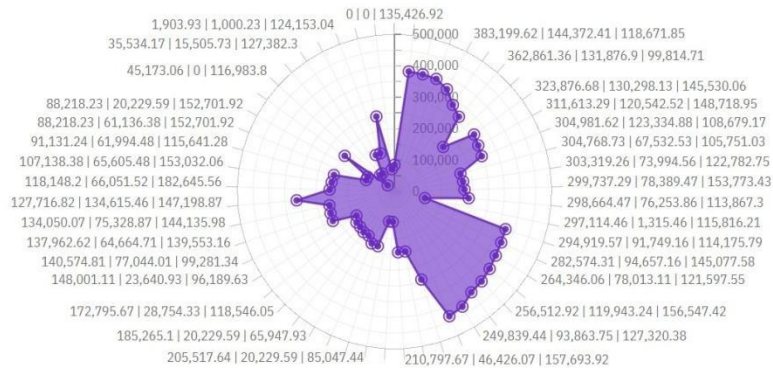 0 | 0 | 135,426.92
383,199.62 | 144,372.41 | 118,671.85
362,861.36 | 131,876.9 | 99,814.71
323,876.68 | 130,298.13 | 145,530.06
311,613.29 | 120,542.52 | 148,718.95
304,981.62 | 123,334.88 | 108,679.17
304,768.73 | 67,532.53 | 105,751.03
303,319.26 | 73,994.56 | 122,782.75
299,737.29 | 78,389.47 | 153,773.43
298,664.47 | 76,253.86 | 113,867.3
297,114.46 | 1,315.46 | 115,816.21
294,919.57 | 91,749.16 | 114,175.79
282,574.31 | 94,657.16 | 145,077.58
264,346.06 | 78,013.11 | 121,597.55
256,512.92 | 119,943.24 | 156,547.42
249,839.44 | 93,863.75 | 127,320.38
210,797.67 | 46,426.07 | 157,693.92
205,517.64 | 20,229.59 | 85,047.44
185,265.1 | 20,229.59 | 65,947.93
172,795.67 | 28,754.33 | 118,546.05
148,001.11 | 23,640.93 | 96,189.63
140,574.81 | 77,044.01 | 99,281.34
137,962.62 | 64,664.71 | 139,553.16
134,050.07 | 75,328.87 | 144,135.98
127,716.82 | 134,615.46 | 147,198.87
118,148.2 | 66,051.52 | 182,645.56
107,138.38 | 65,605.48 | 153,032.06
91,131.24 | 61,994.48 | 115,641.28
88,218.23 | 61,136.38 | 152,701.92
88,218.23 | 20,229.59 | 152,701.92
45,173.06 | 0 | 116,983.8
35,534.17 | 15,505.73 | 127,382.3
1,903.93 | 1,000.23 | 124,153.04
500,000
400,000
300,000
200,000
100,000
0